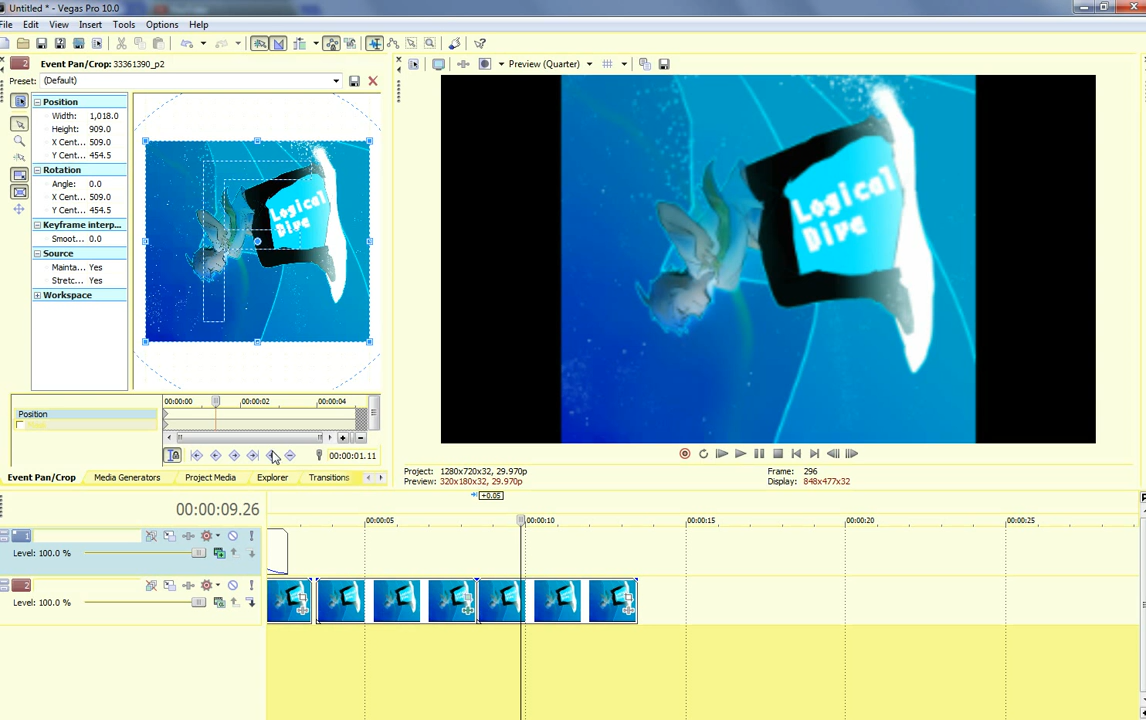 Untitled * - Vegas Pro 10.0
File Edit View Insert Tools Options Help
2 Event Pan/Crop: 33361390_p2
Preset: (Default)
Position
Width: 1,018.0
Height: 909.0
X Cent... 509.0
Y Cent... 454.5
Rotation
Angle: 0.0
X Cent... 509.0
Y Cent... 454.5
Keyframe interp...
Smoot... 0.0
Source
Mainta... Yes
Stretc... Yes
Workspace
Logical
Dive
00:00:00 00:00:02 00:00:04
Position
00:00:01.11
Event Pan/Crop Media Generators Project Media Explorer Transitions
Preview (Quarter)
Logical
Dive
Project: 1280x720x32, 29.970p
Preview: 320x180x32, 29.970p
Frame: 296
Display: 848x477x32
00:00:09.26
+0.05
00:00:05 00:00:10 00:00:15 00:00:20 00:00:25
1
Level: 100.0 %
2
Level: 100.0 %